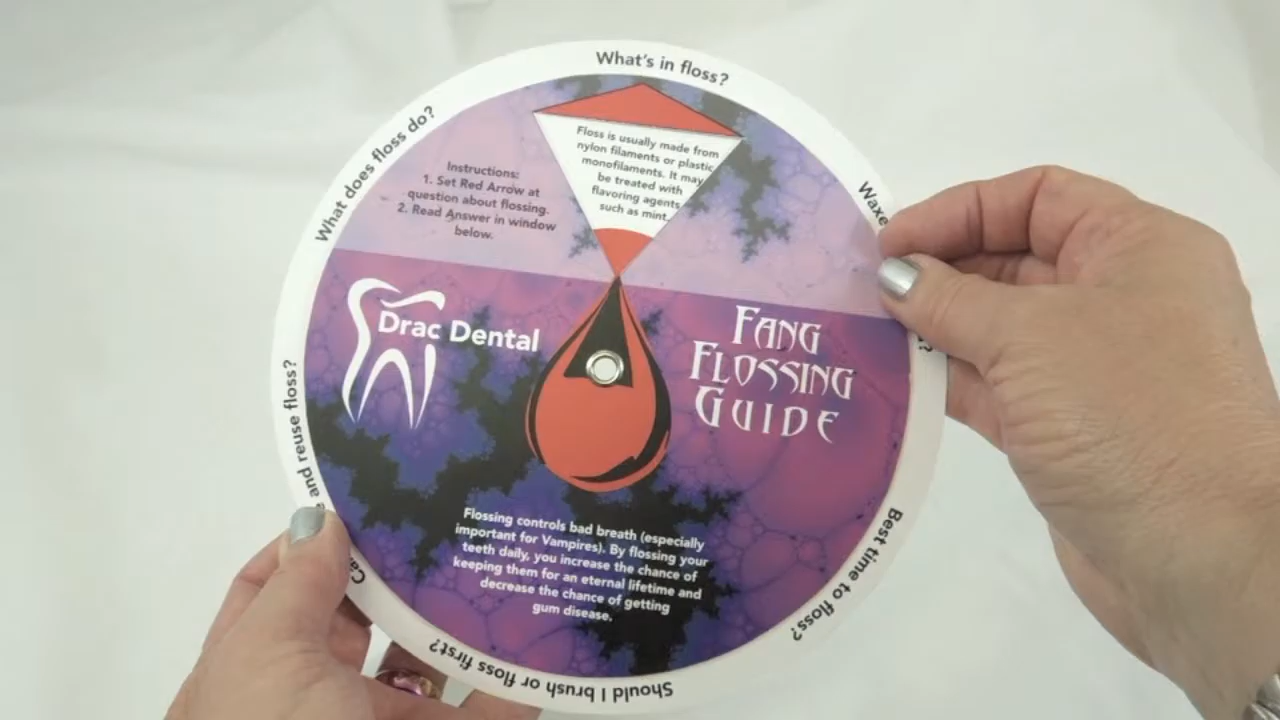 What's in floss?
What does floss do?
Floss is usually made from
nylon filaments or plastic
monofilaments. It may
be treated with
flavoring agents
such as mint.
Instructions:
1. Set Red Arrow at
question about flossing.
2. Read Answer in window
below.
Drac Dental
Fang
Flossing
Guide
and reuse floss?
Flossing controls bad breath (especially
important for Vampires). By flossing your
teeth daily, you increase the chance of
keeping them for an eternal lifetime and
decrease the chance of getting
gum disease.
Best time to floss?
Should I brush or floss first?